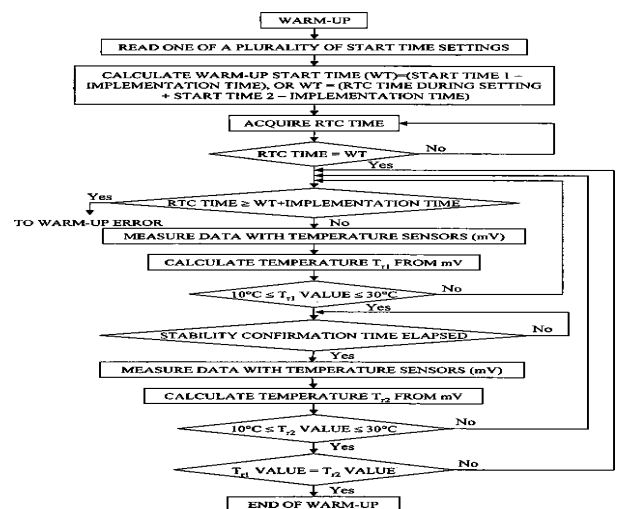 WARM-UP
READ ONE OF A PLURALITY OF START TIME SETTINGS
CALCULATE WARM-UP START TIME (WT)=(START TIME 1 –
IMPLEMENTATION TIME), OR WT = (RTC TIME DURING SETTING
+ START TIME 2 – IMPLEMENTATION TIME)
ACQUIRE RTC TIME
RTC TIME = WT
No
Yes
Yes
RTC TIME ≥ WT+IMPLEMENTATION TIME
TO WARM-UP ERROR
No
MEASURE DATA WITH TEMPERATURE SENSORS (mV)
CALCULATE TEMPERATURE Tr1 FROM mV
10°C ≤ Tr1 VALUE ≤ 30°C
No
Yes
STABILITY CONFIRMATION TIME ELAPSED
No
Yes
MEASURE DATA WITH TEMPERATURE SENSORS (mV)
CALCULATE TEMPERATURE Tr2 FROM mV
10°C ≤ Tr2 VALUE ≤ 30°C
No
Yes
Tr1 VALUE = Tr2 VALUE
No
Yes
END OF WARM-UP